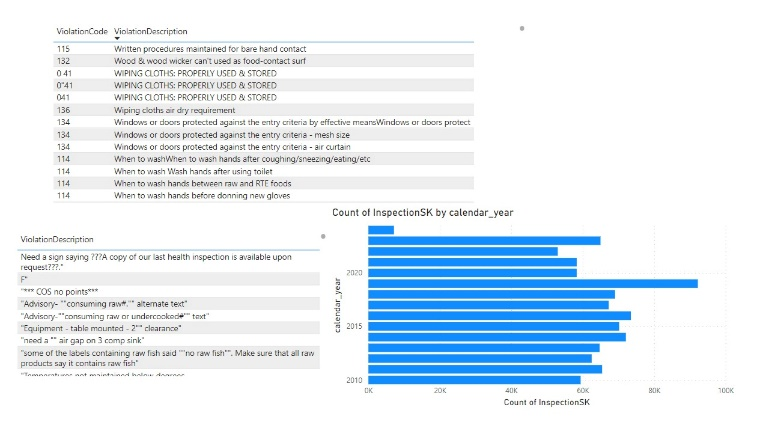 ViolationCode ViolationDescription
115 Written procedures maintained for bare hand contact
132 Wood & wood wicker can't used as food-contact surf
0 41 WIPING CLOTHS: PROPERLY USED & STORED
0"41 WIPING CLOTHS: PROPERLY USED & STORED
041 WIPING CLOTHS: PROPERLY USED & STORED
136 Wiping cloths air dry requirement
134 Windows or doors protected against the entry criteria by effective meansWindows or doors protect
134 Windows or doors protected against the entry criteria - mesh size
134 Windows or doors protected against the entry criteria - air curtain
114 When to washWhen to wash hands after coughing/sneezing/eating/etc
114 When to wash Wash hands after using toilet
114 When to wash hands between raw and RTE foods
114 When to wash hands before donning new gloves
ViolationDescription
Need a sign saying ???A copy of our last health inspection is available upon
request???."
F"
"*** COS no points***
"Advisory- ""consuming raw#."" alternate text"
"Advisory-""consuming raw or undercooked#"" text"
"Equipment - table mounted - 2"" clearance"
"need a "" air gap on 3 comp sink"
"some of the labels containing raw fish said ""no raw fish"". Make sure that all raw
products say it contains raw fish"
"Temperatures not maintained below degrees
Count of InspectionSK by calendar_year
calendar_year
2020
2015
2010
0K 20K 40K 60K 80K 100K
Count of InspectionSK